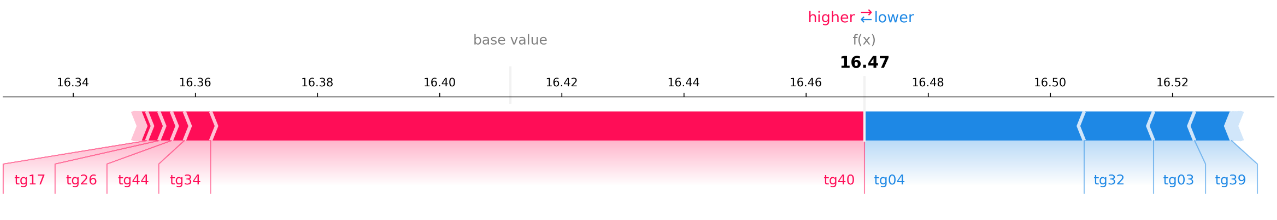 higher ⇄ lower
base value f(x)
16.47
16.34 16.36 16.38 16.40 16.42 16.44 16.46 16.48 16.50 16.52
tg17 tg26 tg44 tg34 tg40 tg04 tg32 tg03 tg39